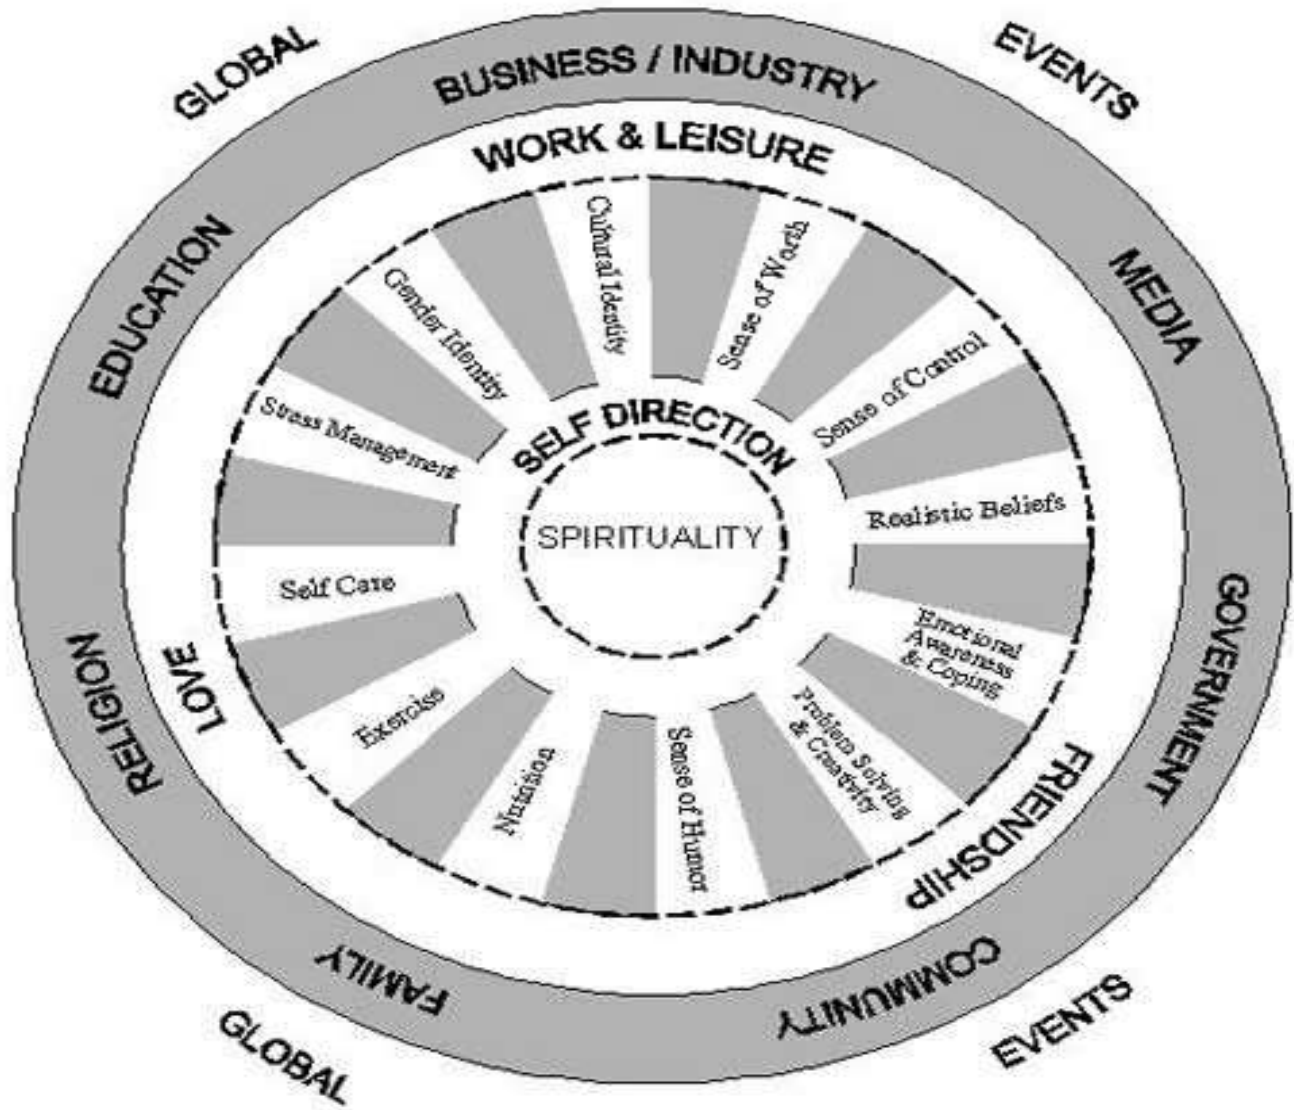 GLOBAL
EVENTS
BUSINESS / INDUSTRY
WORK & LEISURE
EDUCATION
MEDIA
Cultural Identity
Sense of Worth
Gender Identity
Sense of Control
Stress Management
SELF DIRECTION
Realistic Beliefs
SPIRITUALITY
Self Care
Emotional
Awareness
& Coping
GOVERNMENT
RELIGION
LOVE
Exercise
Nutrition
Sense of Humor
Problem Solving
& Creativity
FRIENDSHIP
FAMILY
COMMUNITY
GLOBAL
EVENTS